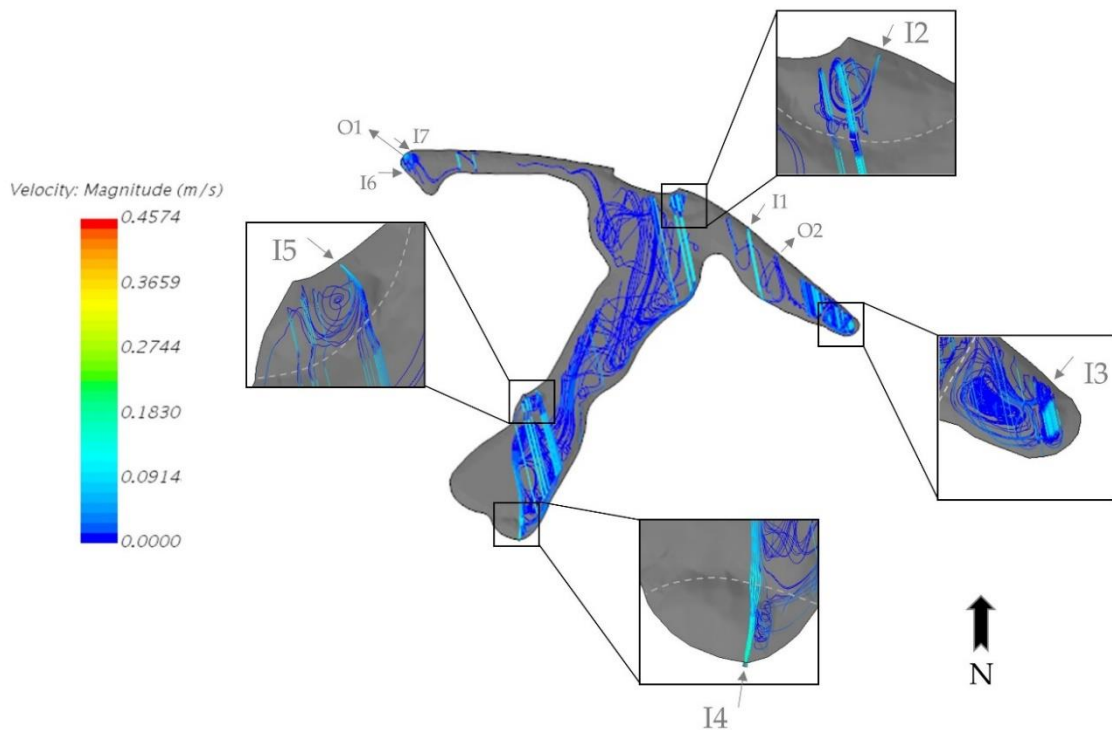 I2
O1
I7
I6
Velocity: Magnitude (m/s)
0.4574
0.3659
0.2744
0.1830
0.0914
0.0000
I1
O2
I5
I3
I4
N